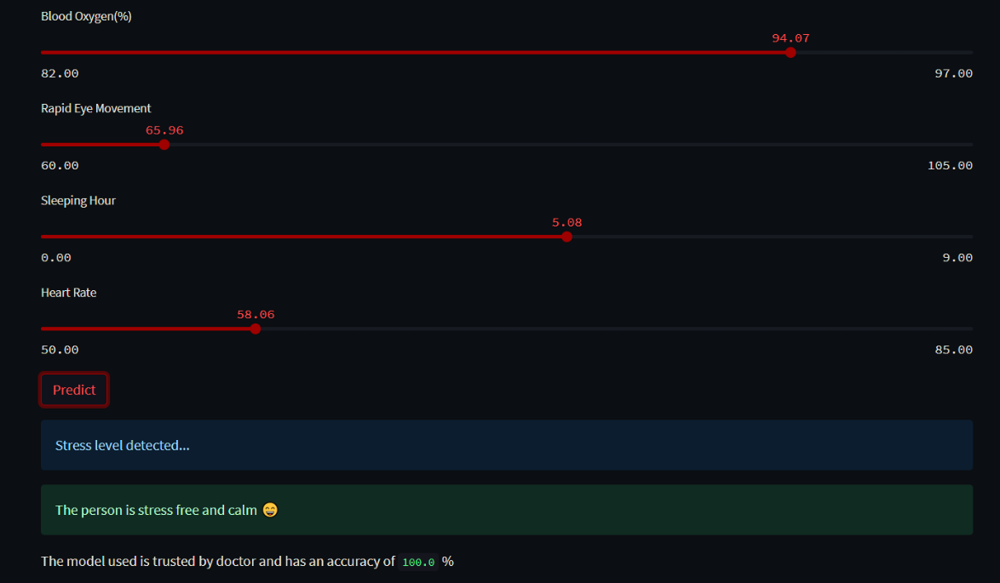 Blood Oxygen(%)
94.07
82.00 97.00
Rapid Eye Movement
65.96
60.00 105.00
Sleeping Hour
5.08
0.00 9.00
Heart Rate
58.06
50.00 85.00
Predict
Stress level detected...
The person is stress free and calm 😄
The model used is trusted by doctor and has an accuracy of 100.0 %